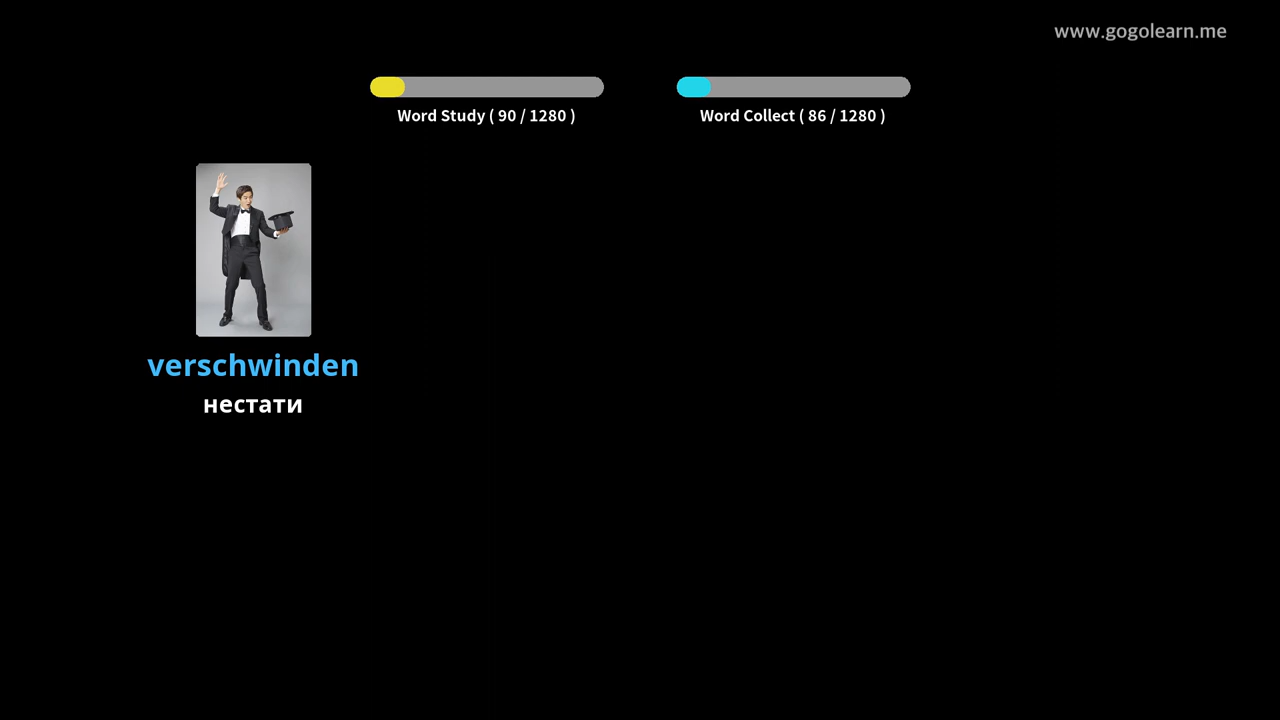 www.gogolearn.me
Word Study ( 90 / 1280 )
Word Collect ( 86 / 1280 )
verschwinden
нестати